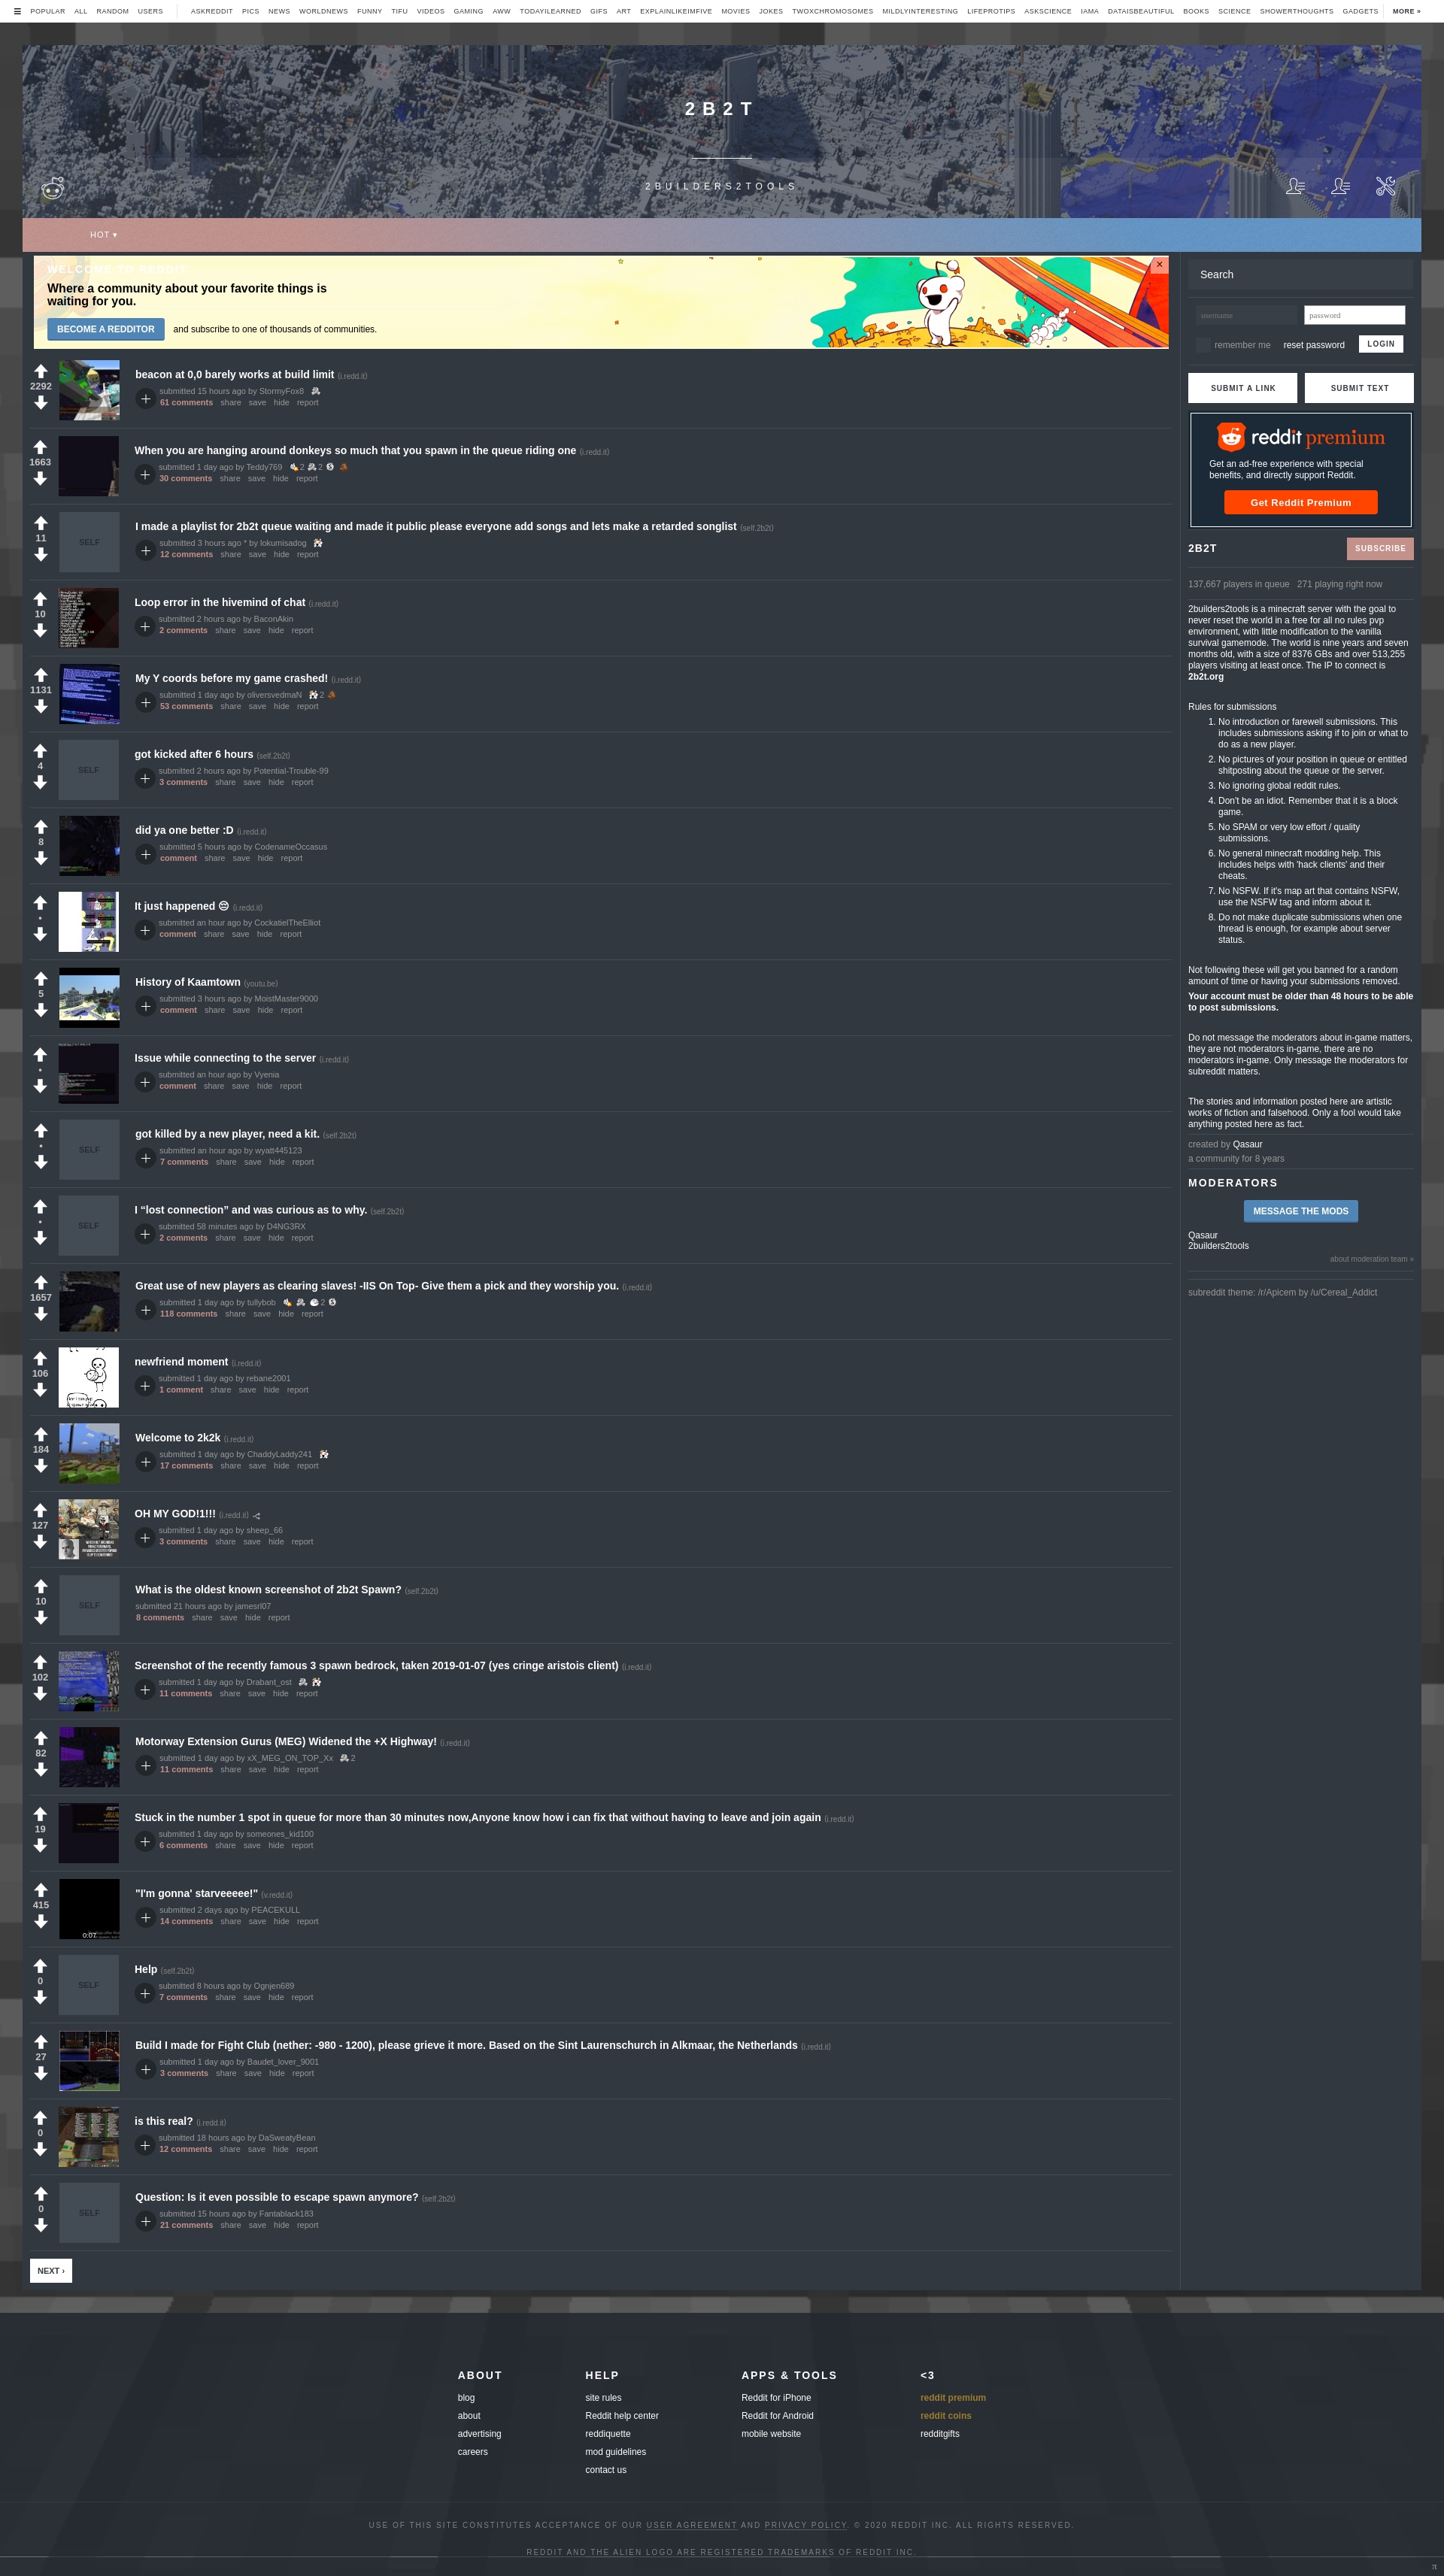 POPULAR ALL RANDOM USERS ASKREDDIT PICS NEWS WORLDNEWS FUNNY TIFU VIDEOS GAMING AWW TODAYILEARNED GIFS ART EXPLAINLIKEIMFIVE MOVIES JOKES TWOXCHROMOSOMES MILDLYINTERESTING LIFEPROTIPS ASKSCIENCE IAMA DATAISBEAUTIFUL BOOKS SCIENCE SHOWERTHOUGHTS GADGETS MORE »
2B2T
2BUILDERS2TOOLS
HOT ▾
WELCOME TO REDDIT,
Where a community about your favorite things is
waiting for you.
BECOME A REDDITOR and subscribe to one of thousands of communities.
×
2292
beacon at 0,0 barely works at build limit (i.redd.it)
submitted 15 hours ago by StormyFox8
61 comments share save hide report
1663
When you are hanging around donkeys so much that you spawn in the queue riding one (i.redd.it)
submitted 1 day ago by Teddy769 2 2
30 comments share save hide report
11
SELF
I made a playlist for 2b2t queue waiting and made it public please everyone add songs and lets make a retarded songlist (self.2b2t)
submitted 3 hours ago * by lokumisadog
12 comments share save hide report
10
Loop error in the hivemind of chat (i.redd.it)
submitted 2 hours ago by BaconAkin
2 comments share save hide report
1131
My Y coords before my game crashed! (i.redd.it)
submitted 1 day ago by oliversvedmaN 2
53 comments share save hide report
4
SELF
got kicked after 6 hours (self.2b2t)
submitted 2 hours ago by Potential-Trouble-99
3 comments share save hide report
8
did ya one better :D (i.redd.it)
submitted 5 hours ago by CodenameOccasus
comment share save hide report
•
It just happened 😔 (i.redd.it)
submitted an hour ago by CockatielTheElliot
comment share save hide report
5
History of Kaamtown (youtu.be)
submitted 3 hours ago by MoistMaster9000
comment share save hide report
•
Issue while connecting to the server (i.redd.it)
submitted an hour ago by Vyenia
comment share save hide report
•
SELF
got killed by a new player, need a kit. (self.2b2t)
submitted an hour ago by wyatt445123
7 comments share save hide report
•
SELF
I “lost connection” and was curious as to why. (self.2b2t)
submitted 58 minutes ago by D4NG3RX
2 comments share save hide report
1657
Great use of new players as clearing slaves! -IIS On Top- Give them a pick and they worship you. (i.redd.it)
submitted 1 day ago by tullybob 2
118 comments share save hide report
106
newfriend moment (i.redd.it)
submitted 1 day ago by rebane2001
1 comment share save hide report
184
Welcome to 2k2k (i.redd.it)
submitted 1 day ago by ChaddyLaddy241
17 comments share save hide report
127
OH MY GOD!1!!! (i.redd.it)
submitted 1 day ago by sheep_66
3 comments share save hide report
10
SELF
What is the oldest known screenshot of 2b2t Spawn? (self.2b2t)
submitted 21 hours ago by jamesrl07
8 comments share save hide report
102
Screenshot of the recently famous 3 spawn bedrock, taken 2019-01-07 (yes cringe aristois client) (i.redd.it)
submitted 1 day ago by Drabant_ost
11 comments share save hide report
82
Motorway Extension Gurus (MEG) Widened the +X Highway! (i.redd.it)
submitted 1 day ago by xX_MEG_ON_TOP_Xx 2
11 comments share save hide report
19
Stuck in the number 1 spot in queue for more than 30 minutes now,Anyone know how i can fix that without having to leave and join again (i.redd.it)
submitted 1 day ago by someones_kid100
6 comments share save hide report
415
0:07
"I'm gonna' starveeeee!" (v.redd.it)
submitted 2 days ago by PEACEKULL
14 comments share save hide report
0
SELF
Help (self.2b2t)
submitted 8 hours ago by Ognjen689
7 comments share save hide report
27
Build I made for Fight Club (nether: -980 - 1200), please grieve it more. Based on the Sint Laurenschurch in Alkmaar, the Netherlands (i.redd.it)
submitted 1 day ago by Baudet_lover_9001
3 comments share save hide report
0
is this real? (i.redd.it)
submitted 18 hours ago by DaSweatyBean
12 comments share save hide report
0
SELF
Question: Is it even possible to escape spawn anymore? (self.2b2t)
submitted 15 hours ago by Fantablack183
21 comments share save hide report
NEXT ›
Search
username password
remember me reset password LOGIN
SUBMIT A LINK SUBMIT TEXT
reddit premium
Get an ad-free experience with special
benefits, and directly support Reddit.
Get Reddit Premium
2B2T SUBSCRIBE
137,667 players in queue 271 playing right now
2builders2tools is a minecraft server with the goal to
never reset the world in a free for all no rules pvp
environment, with little modification to the vanilla
survival gamemode. The world is nine years and seven
months old, with a size of 8376 GBs and over 513,255
players visiting at least once. The IP to connect is
2b2t.org
Rules for submissions
1. No introduction or farewell submissions. This
includes submissions asking if to join or what to
do as a new player.
2. No pictures of your position in queue or entitled
shitposting about the queue or the server.
3. No ignoring global reddit rules.
4. Don't be an idiot. Remember that it is a block
game.
5. No SPAM or very low effort / quality
submissions.
6. No general minecraft modding help. This
includes helps with 'hack clients' and their
cheats.
7. No NSFW. If it's map art that contains NSFW,
use the NSFW tag and inform about it.
8. Do not make duplicate submissions when one
thread is enough, for example about server
status.
Not following these will get you banned for a random
amount of time or having your submissions removed.
Your account must be older than 48 hours to be able
to post submissions.
Do not message the moderators about in-game matters,
they are not moderators in-game, there are no
moderators in-game. Only message the moderators for
subreddit matters.
The stories and information posted here are artistic
works of fiction and falsehood. Only a fool would take
anything posted here as fact.
created by Qasaur
a community for 8 years
MODERATORS
MESSAGE THE MODS
Qasaur
2builders2tools
about moderation team »
subreddit theme: /r/Apicem by /u/Cereal_Addict
ABOUT
blog
about
advertising
careers
HELP
site rules
Reddit help center
reddiquette
mod guidelines
contact us
APPS & TOOLS
Reddit for iPhone
Reddit for Android
mobile website
<3
reddit premium
reddit coins
redditgifts
USE OF THIS SITE CONSTITUTES ACCEPTANCE OF OUR USER AGREEMENT AND PRIVACY POLICY. © 2020 REDDIT INC. ALL RIGHTS RESERVED.
REDDIT AND THE ALIEN LOGO ARE REGISTERED TRADEMARKS OF REDDIT INC.
π